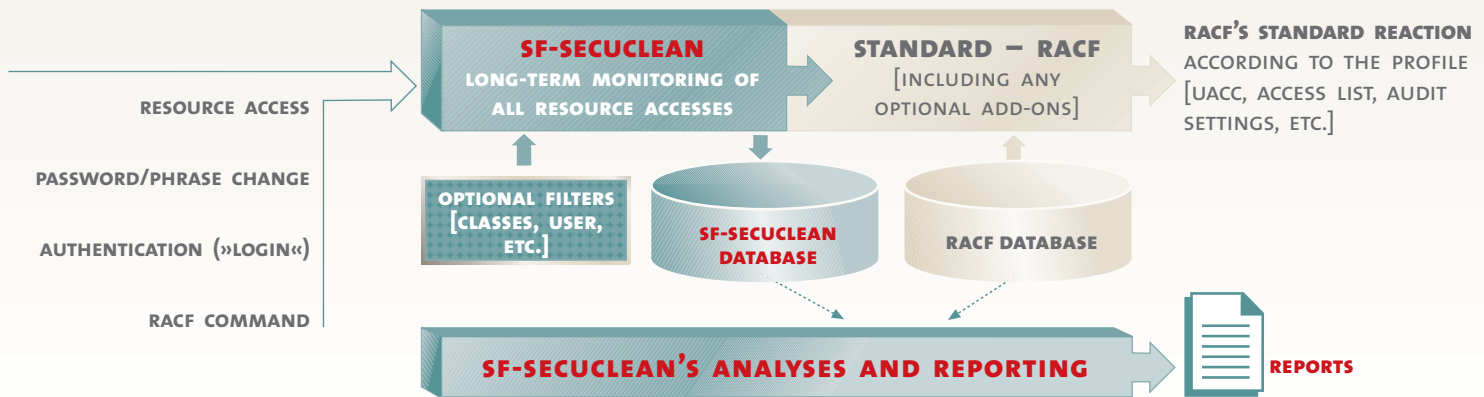 RESOURCE ACCESS
PASSWORD/PHRASE CHANGE
AUTHENTICATION (»LOGIN«)
RACF COMMAND
SF-SECUCLEAN
LONG-TERM MONITORING OF
ALL RESOURCE ACCESSES
STANDARD – RACF
[INCLUDING ANY
OPTIONAL ADD-ONS]
RACF'S STANDARD REACTION
ACCORDING TO THE PROFILE
[UACC, ACCESS LIST, AUDIT
SETTINGS, ETC.]
OPTIONAL FILTERS
[CLASSES, USER,
ETC.]
SF-SECUCLEAN
DATABASE
RACF DATABASE
SF-SECUCLEAN'S ANALYSES AND REPORTING
REPORTS